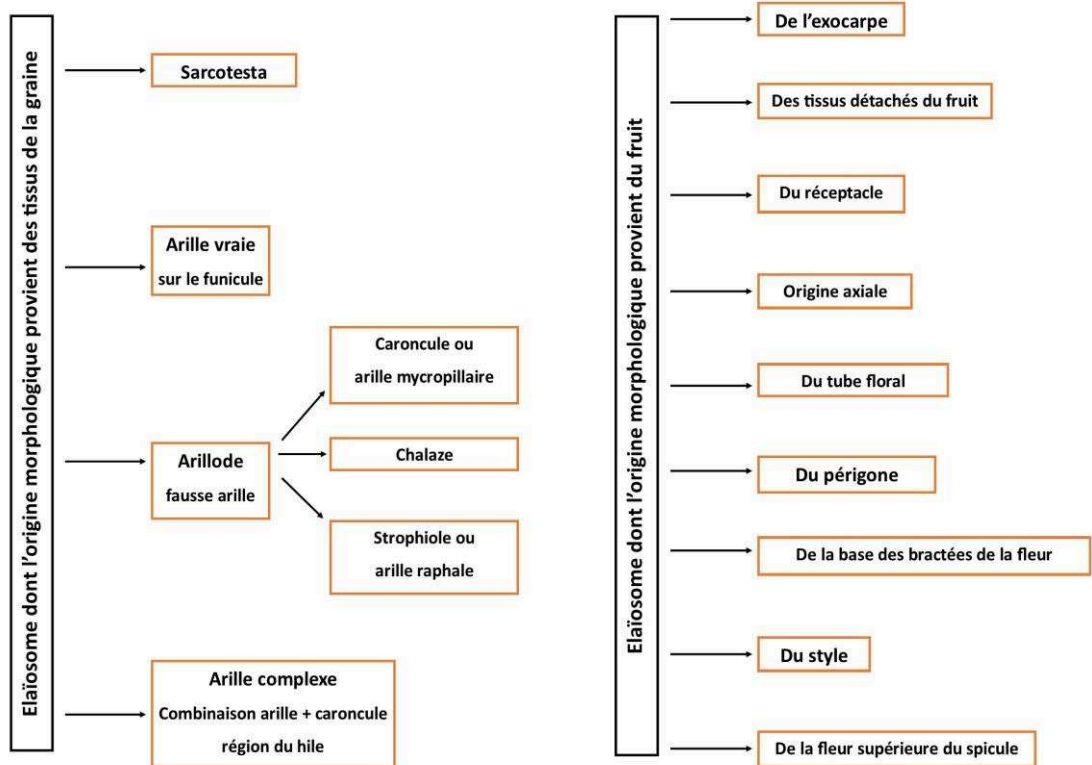 Elaïosome dont l'origine morphologique provient des tissus de la graine
Sarcotesta
Arille vraie
sur le funicule
Arillode
fausse arille
Caroncule ou
arille mycropillaire
Chalaze
Strophiole ou
arille raphale
Arille complexe
Combinaison arille + caroncule
région du hile
Elaïosome dont l'origine morphologique provient du fruit
De l'exocarpe
Des tissus détachés du fruit
Du réceptacle
Origine axiale
Du tube floral
Du périgone
De la base des bractées de la fleur
Du style
De la fleur supérieure du spicule